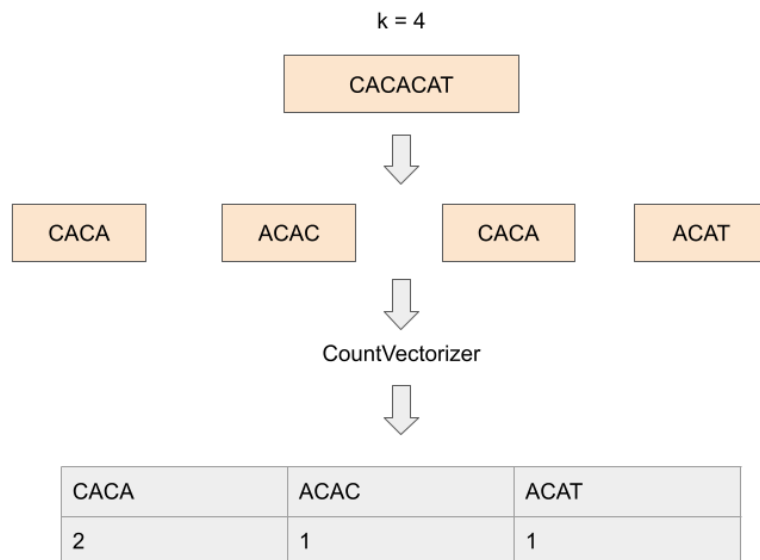 k = 4
CACACAT
CACA ACAC CACA ACAT
CountVectorizer
CACA ACAC ACAT
2 1 1